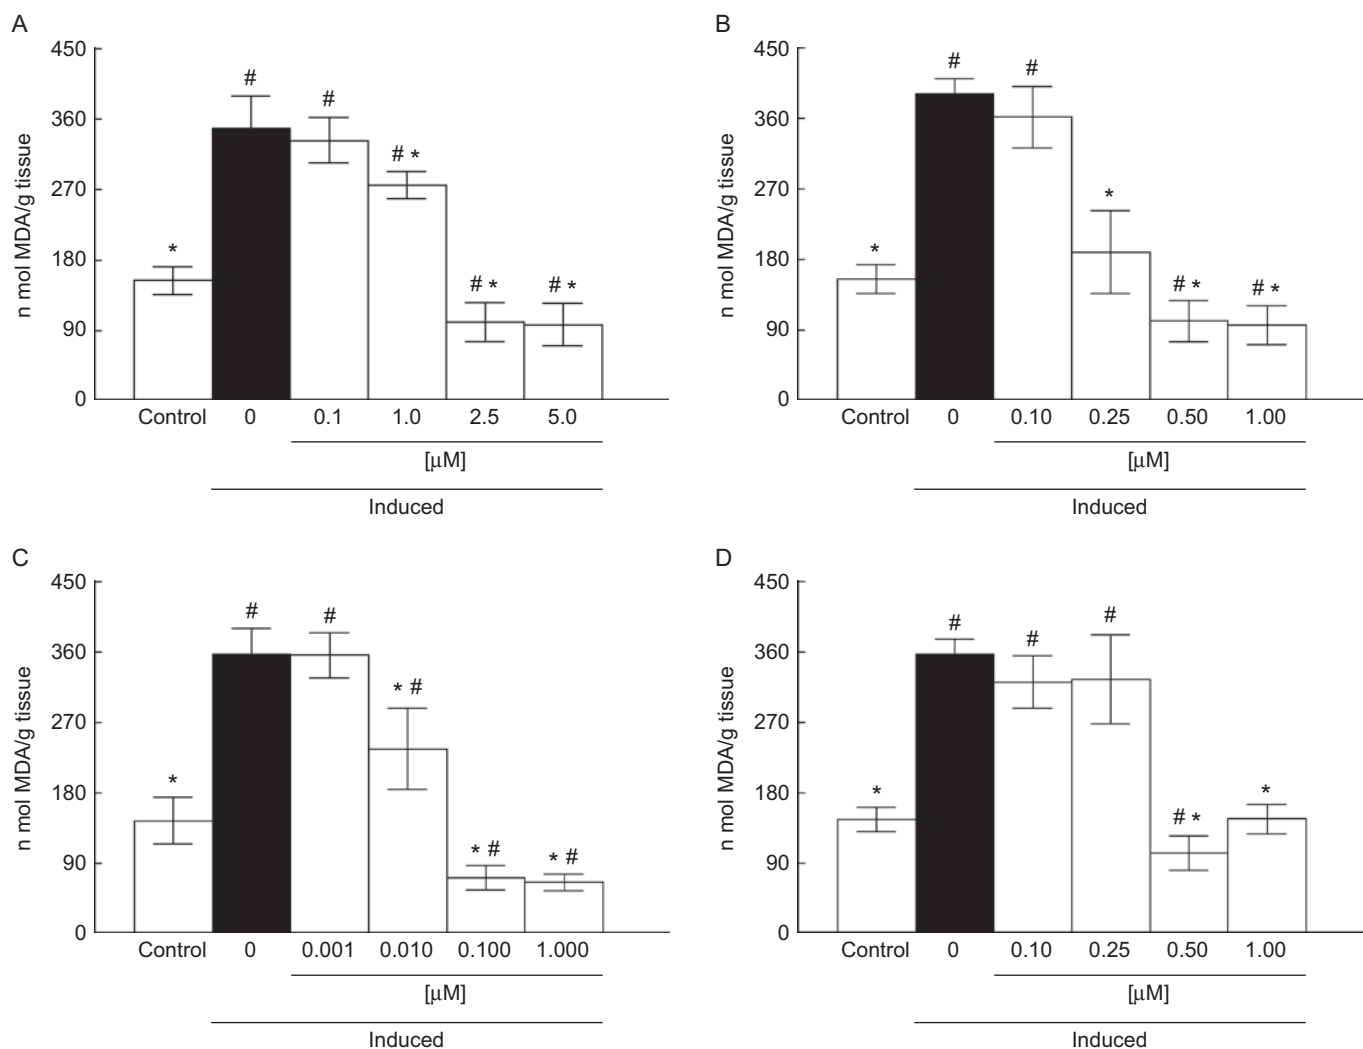 A
n mol MDA/g tissue
450
360
270
180
90
0
#
#
# *
*
# *
# *
Control 0 0.1 1.0 2.5 5.0
[μM]
Induced
B
n mol MDA/g tissue
450
360
270
180
90
0
#
#
*
*
# *
# *
Control 0 0.10 0.25 0.50 1.00
[μM]
Induced
C
n mol MDA/g tissue
450
360
270
180
90
0
#
#
* #
*
* #
* #
Control 0 0.001 0.010 0.100 1.000
[μM]
Induced
D
n mol MDA/g tissue
450
360
270
180
90
0
#
#
#
*
# *
*
Control 0 0.10 0.25 0.50 1.00
[μM]
Induced